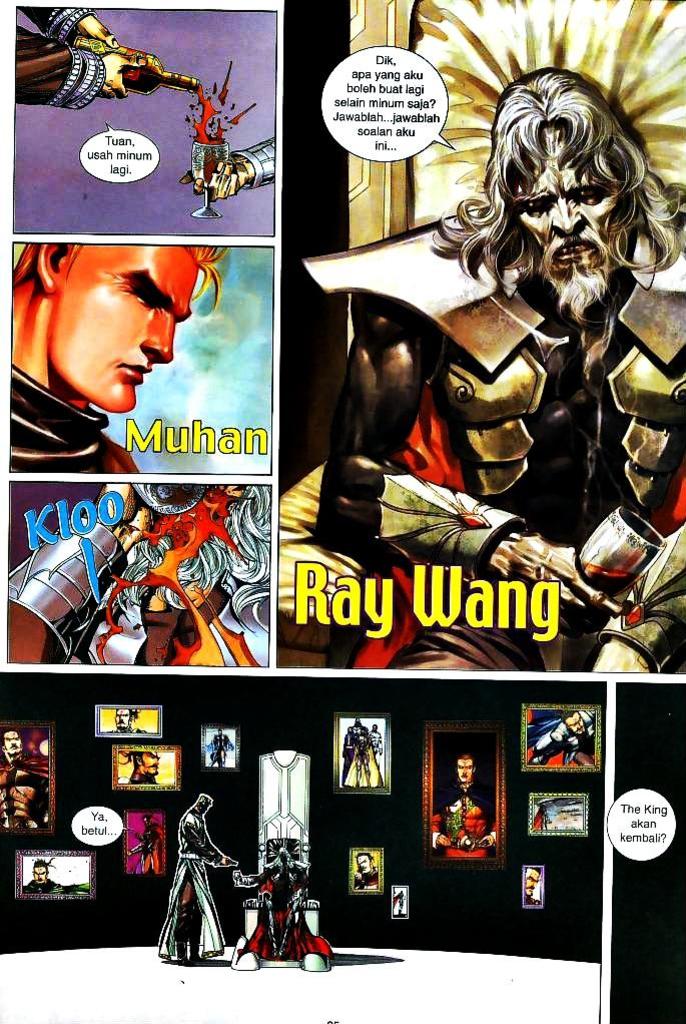 Tuan,
usah minum
lagi.
Muhan
Kloo
Dik,
apa yang aku
boleh buat lagi
selain minum saja?
Jawablah...jawablah
soalan aku
ini...
Ray Wang
Ya,
betul...
The King
akan
kembali?